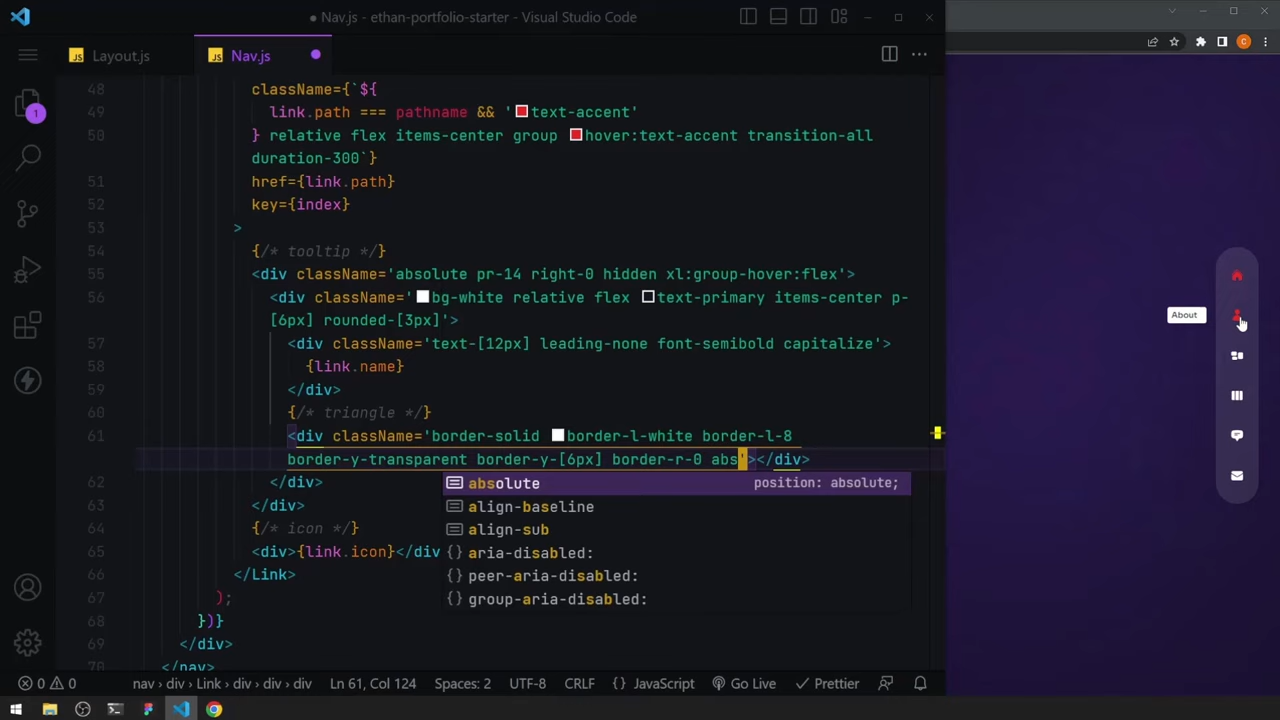 ● Nav.js - ethan-portfolio-starter - Visual Studio Code
JS Layout.js
JS Nav.js
1
C
48 className={`${
49 link.path === pathname && 'text-accent'
50 } relative flex items-center group hover:text-accent transition-all
duration-300`}
51 href={link.path}
52 key={index}
53 >
54 {/* tooltip */}
55 <div className='absolute pr-14 right-0 hidden xl:group-hover:flex'>
56 <div className='bg-white relative flex text-primary items-center p-
[6px] rounded-[3px]'>
57 <div className='text-[12px] leading-none font-semibold capitalize'>
58 {link.name}
59 </div>
60 {/* triangle */}
61 <div className='border-solid border-l-white border-l-8
border-y-transparent border-y-[6px] border-r-0 abs'></div>
62 </div>
63 </div>
64 {/* icon */}
65 <div>{link.icon}</div
66 </Link>
67 );
68 })}
69 </div>
70 </nav>
absolute position: absolute;
align-baseline
align-sub
{} aria-disabled:
{} peer-aria-disabled:
{} group-aria-disabled:
About
0 0 nav › div › Link › div › div › div Ln 61, Col 124 Spaces: 2 UTF-8 CRLF {} JavaScript Go Live Prettier